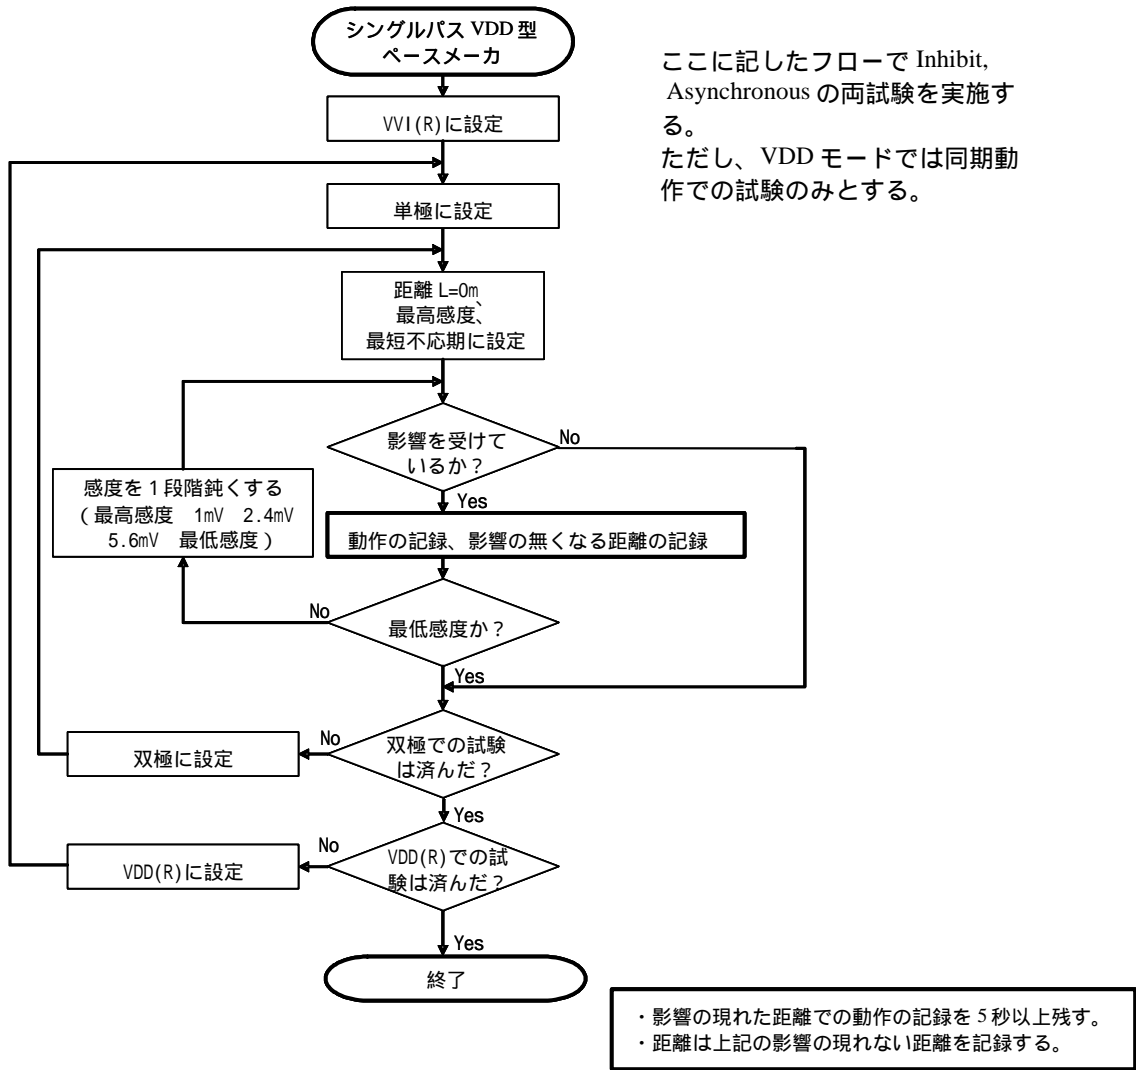 シングルパス VDD 型
ペースメーカ
ここに記したフローで Inhibit,
Asynchronous の両試験を実施す
る。
ただし、VDD モードでは同期動
作での試験のみとする。
VVI(R)に設定
単極に設定
距離 L=0m、
最高感度、
最短不応期に設定
影響を受けて
いるか？
No
Yes
感度を１段階鈍くする
（最高感度　1mV　2.4mV
5.6mV　最低感度）
動作の記録、影響の無くなる距離の記録
No
最低感度か？
Yes
双極に設定
No
双極での試験
は済んだ？
Yes
VDD(R)に設定
No
VDD(R)での試
験は済んだ？
Yes
終了
・影響の現れた距離での動作の記録を 5 秒以上残す。
・距離は上記の影響の現れない距離を記録する。